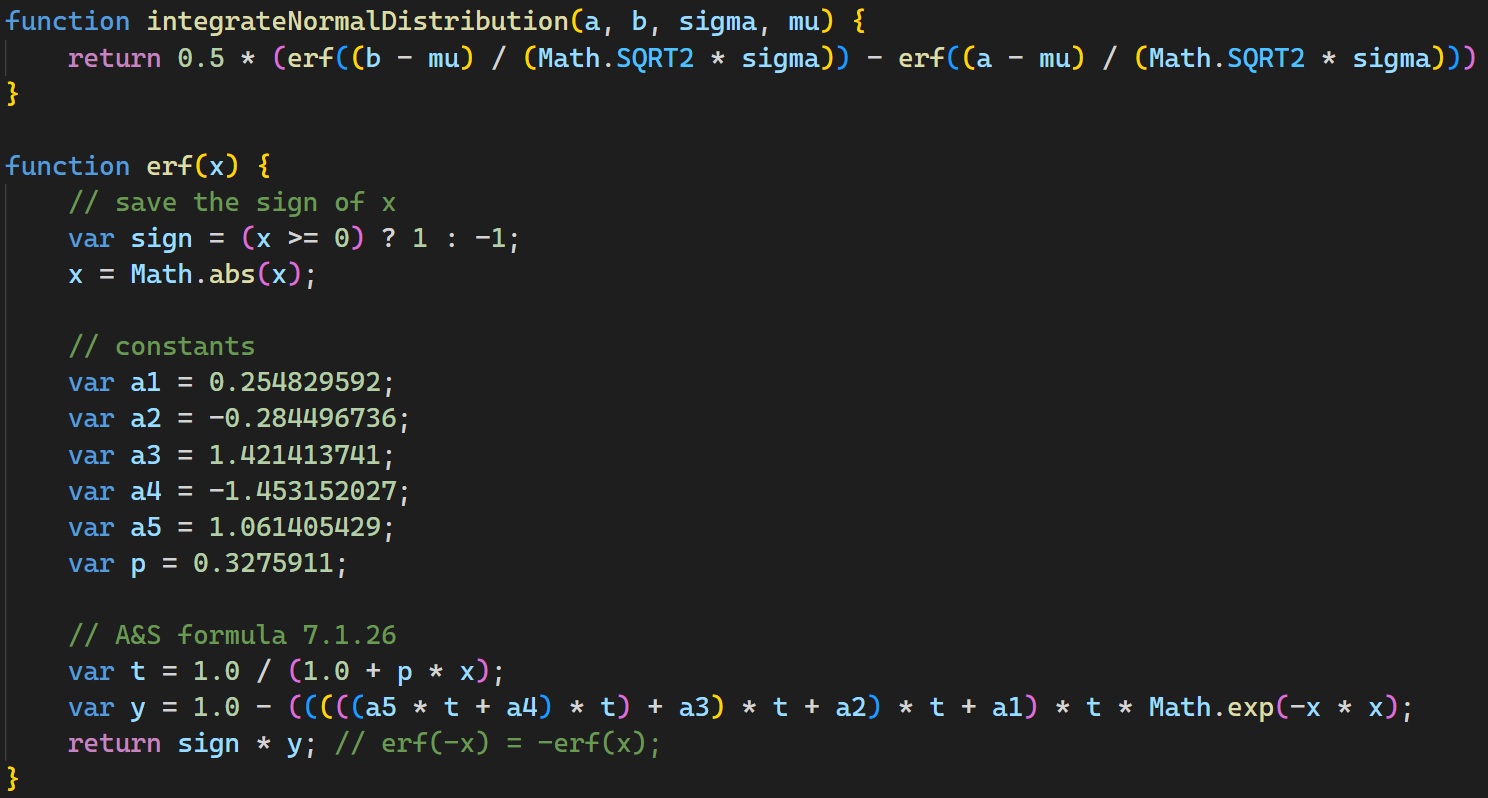 function integrateNormalDistribution(a, b, sigma, mu) {
    return 0.5 * (erf((b - mu) / (Math.SQRT2 * sigma)) - erf((a - mu) / (Math.SQRT2 * sigma)))
}
function erf(x) {
    // save the sign of x
    var sign = (x >= 0) ? 1 : -1;
    x = Math.abs(x);
    // constants
    var a1 = 0.254829592;
    var a2 = -0.284496736;
    var a3 = 1.421413741;
    var a4 = -1.453152027;
    var a5 = 1.061405429;
    var p = 0.3275911;
    // A&S formula 7.1.26
    var t = 1.0 / (1.0 + p * x);
    var y = 1.0 - (((((a5 * t + a4) * t) + a3) * t + a2) * t + a1) * t * Math.exp(-x * x);
    return sign * y; // erf(-x) = -erf(x);
}